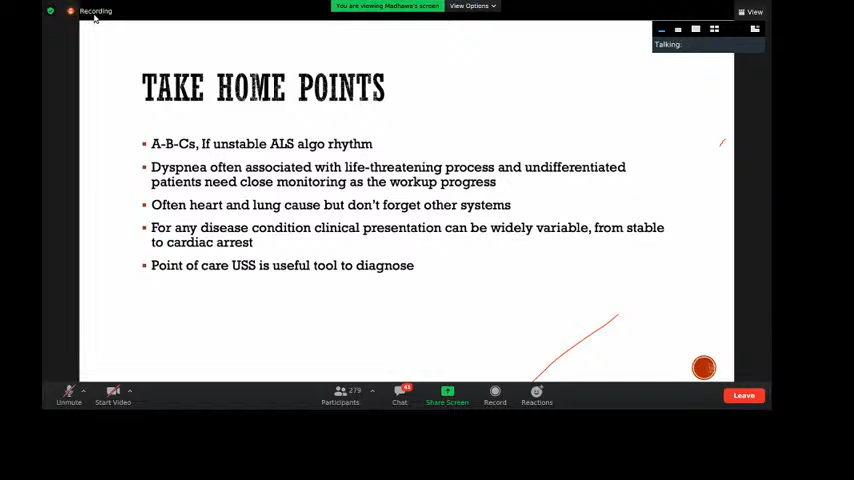 Recording
You are viewing Madhawa's screen
View Options
View
Talking:
TAKE HOME POINTS
A-B-Cs, If unstable ALS algo rhythm
Dyspnea often associated with life-threatening process and undifferentiated
patients need close monitoring as the workup progress
Often heart and lung cause but don't forget other systems
For any disease condition clinical presentation can be widely variable, from stable
to cardiac arrest
Point of care USS is useful tool to diagnose
279
41
Unmute
Start Video
Participants
Chat
Share Screen
Record
Reactions
Leave